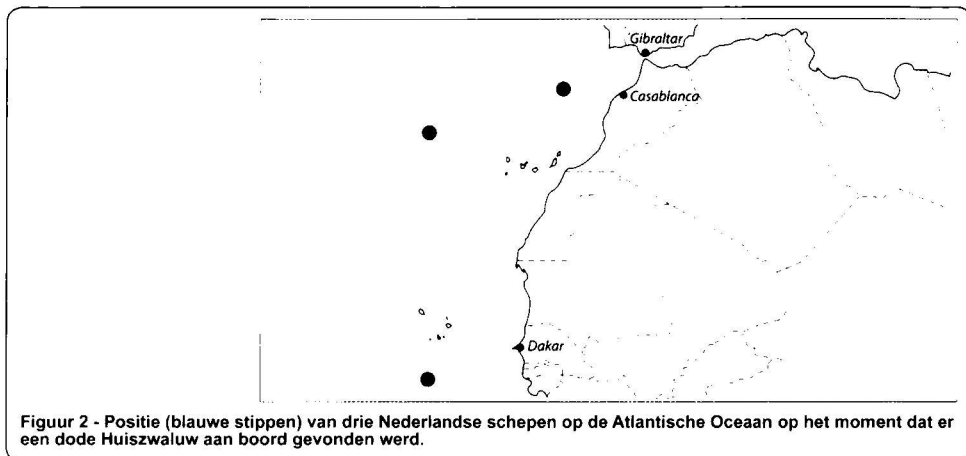 Gibraltar
Casablanca
Dakar
Figuur 2 - Positie (blauwe stippen) van drie Nederlandse schepen op de Atlantische Oceaan op het moment dat er
een dode Huiszwaluw aan boord gevonden werd.